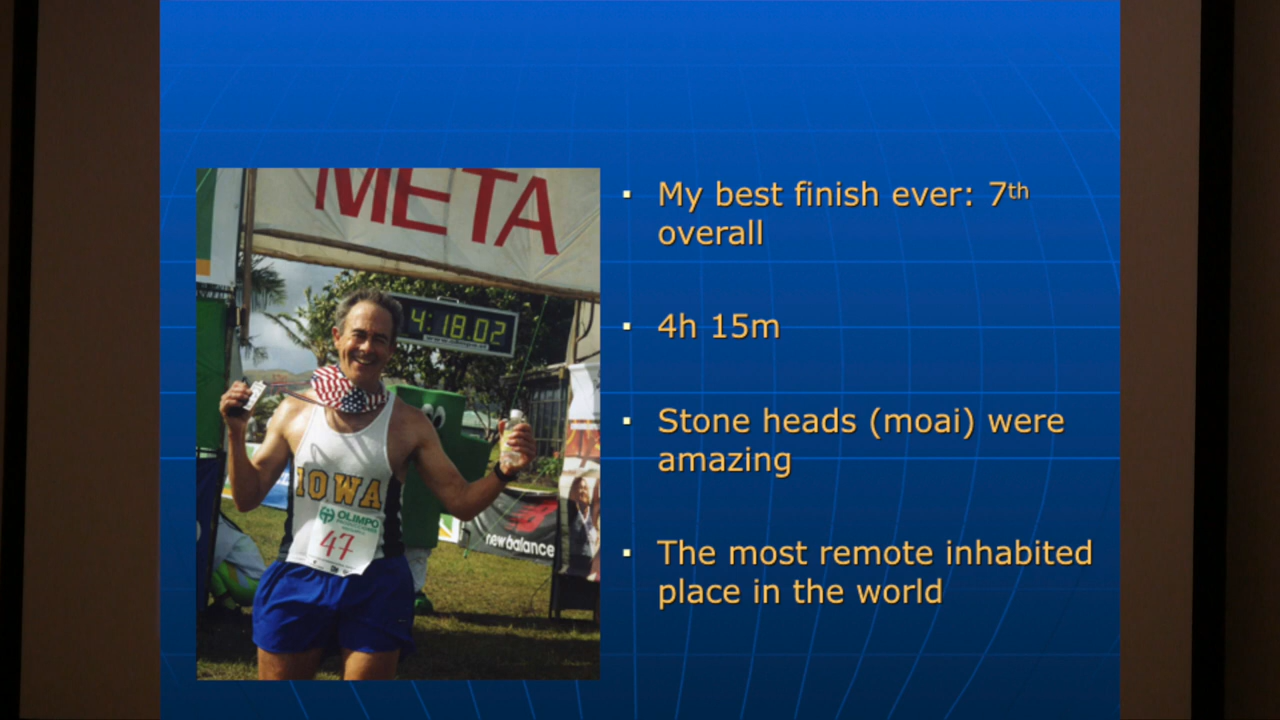 META
4:18.02
IOWA
OLIMPO
47
new balance
My best finish ever: 7th
overall
4h 15m
Stone heads (moai) were
amazing
The most remote inhabited
place in the world